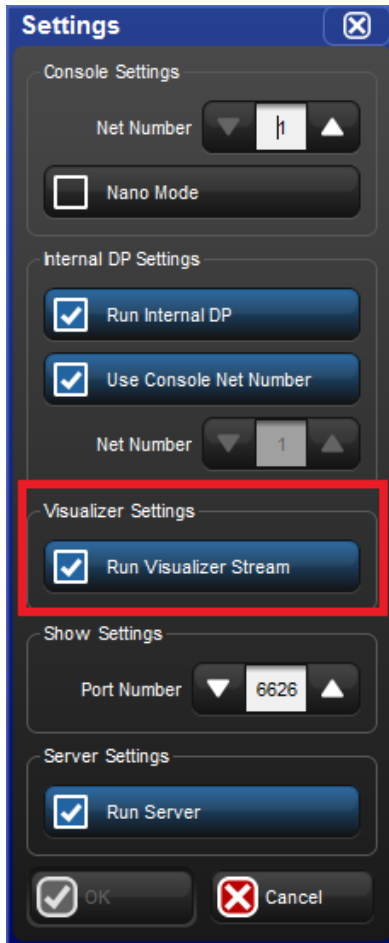 Settings
Console Settings
Net Number 1
Nano Mode
Internal DP Settings
Run Internal DP
Use Console Net Number
Net Number 1
Visualizer Settings
Run Visualizer Stream
Show Settings
Port Number 6626
Server Settings
Run Server
OK Cancel